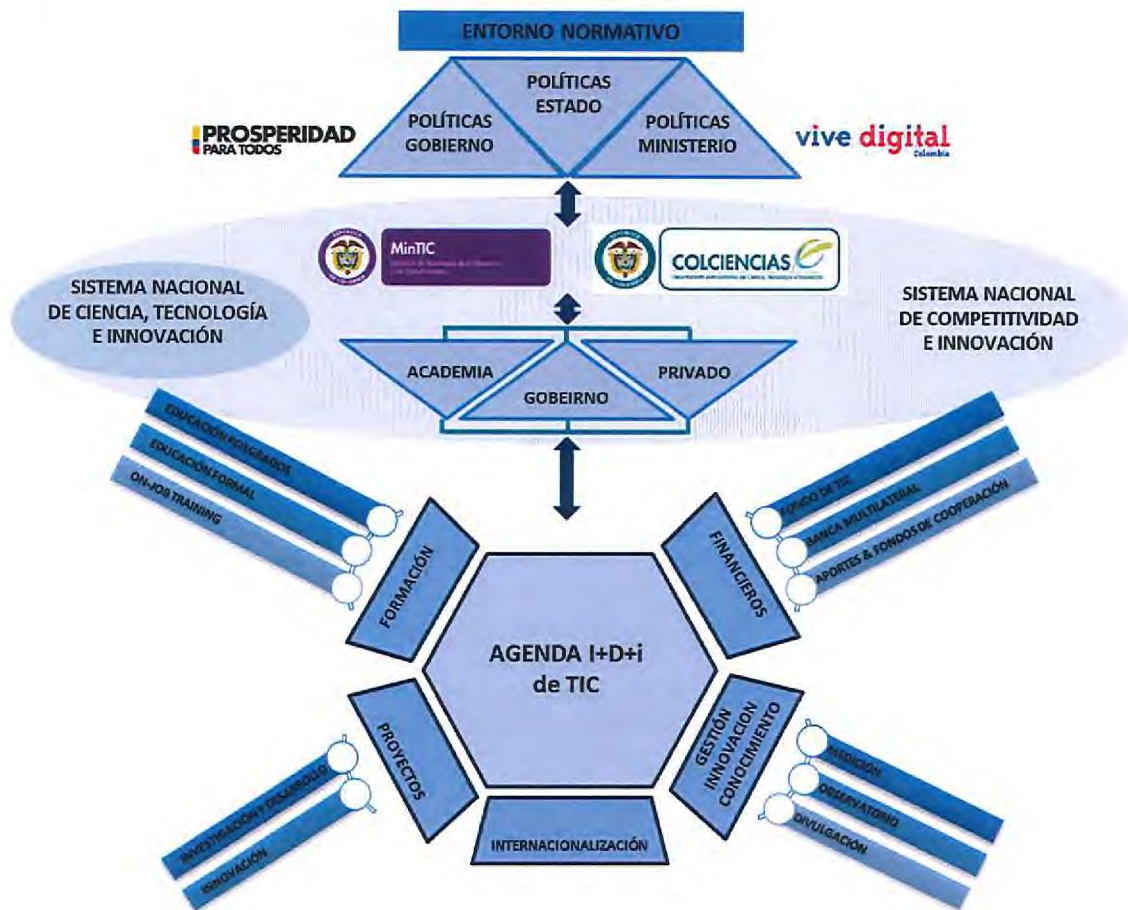 ENTORNO NORMATIVO
POLÍTICAS
ESTADO
POLÍTICAS
GOBIERNO
POLÍTICAS
MINISTERIO
PROSPERIDAD
PARA TODOS
vive digital
Colombia
MinTIC
COLCIENCIAS
SISTEMA NACIONAL
DE CIENCIA, TECNOLOGÍA
E INNOVACIÓN
SISTEMA NACIONAL
DE COMPETITIVIDAD
E INNOVACIÓN
ACADEMIA
GOBEIRNO
PRIVADO
EDUCACIÓN POSGRADOS
EDUCACIÓN FORMAL
ON-JOB TRAINING
FONDO DE TIC
BANCA MULTILATERAL
APORTES & FONDOS DE COOPERACIÓN
FORMACIÓN
FINANCIEROS
AGENDA I+D+i
de TIC
PROYECTOS
GESTIÓN
INNOVACION
CONOCIMIENTO
INTERNACIONALIZACIÓN
INVESTIGACIÓN Y DESARROLLO
INNOVACIÓN
MEDICIÓN
OBSERVATORIO
DIVULGACIÓN